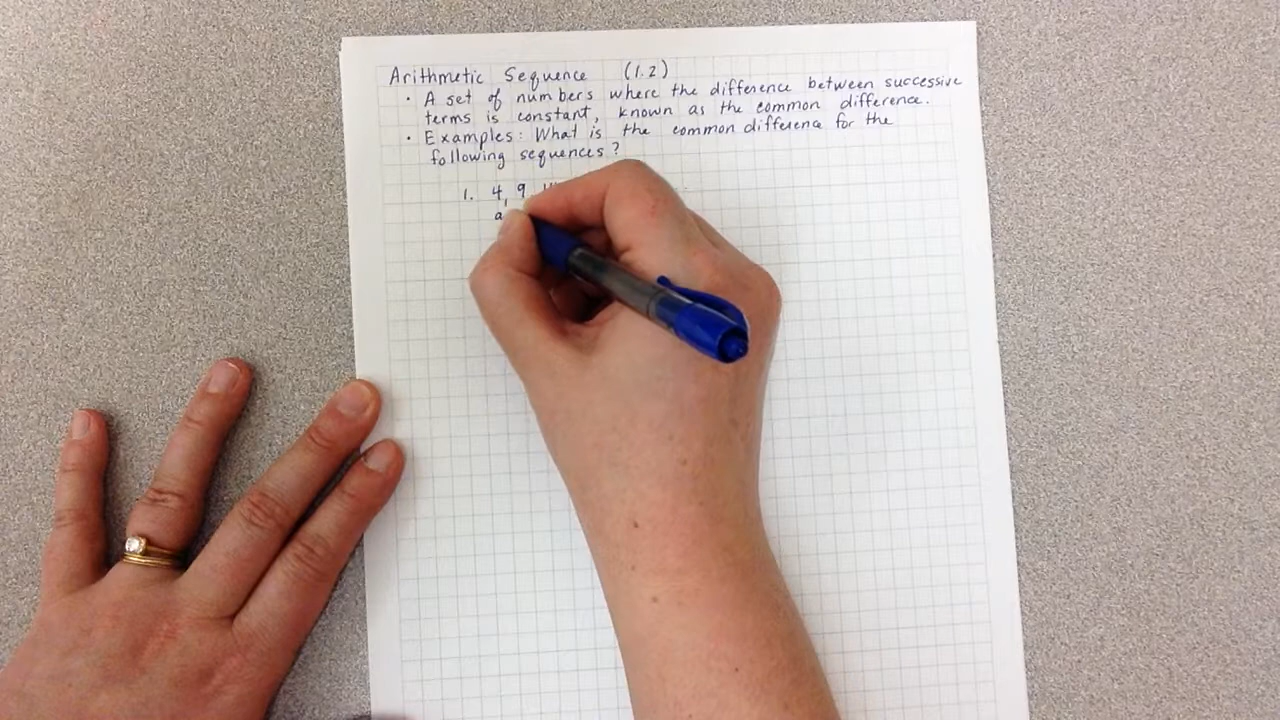 Arithmetic Sequence (1.2)
• A set of numbers where the difference between successive
terms is constant, known as the common difference.
• Examples: What is the common difference for the
following sequences?
1. 4, 9
a